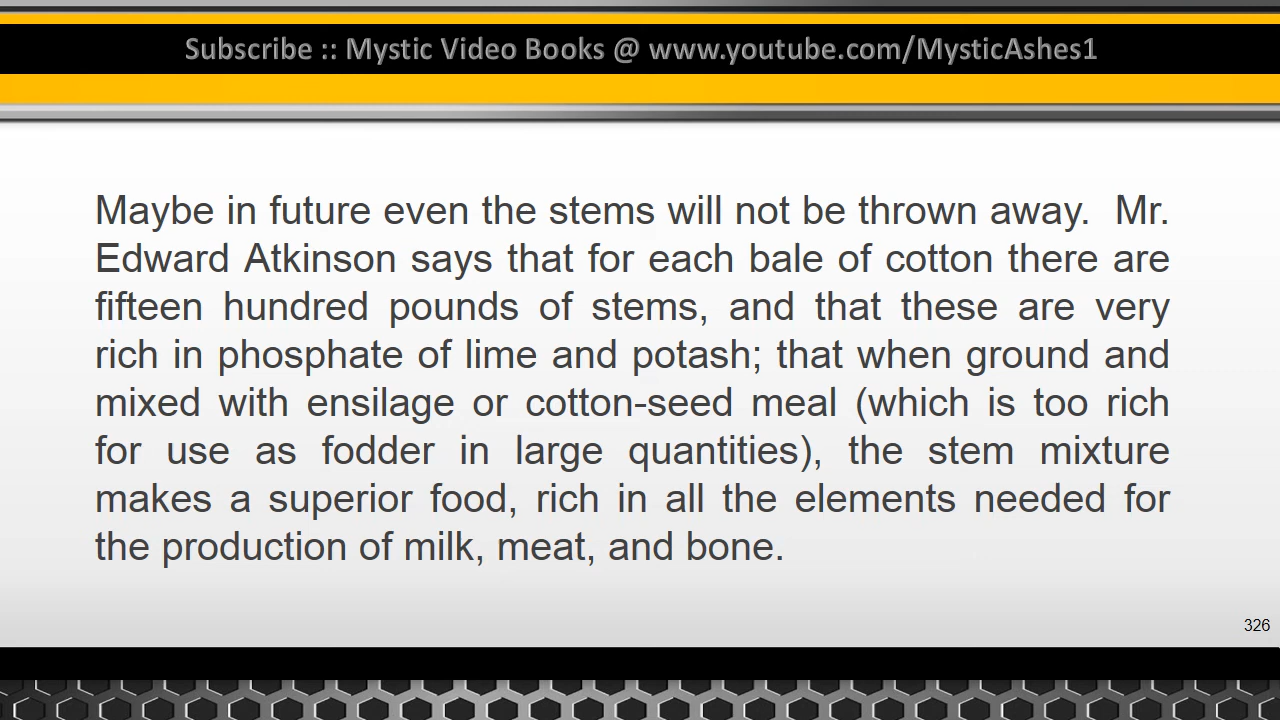 Subscribe :: Mystic Video Books @ www.youtube.com/MysticAshes1
Maybe in future even the stems will not be thrown away.  Mr.
Edward Atkinson says that for each bale of cotton there are
fifteen hundred pounds of stems, and that these are very
rich in phosphate of lime and potash; that when ground and
mixed with ensilage or cotton-seed meal (which is too rich
for use as fodder in large quantities), the stem mixture
makes a superior food, rich in all the elements needed for
the production of milk, meat, and bone.
326